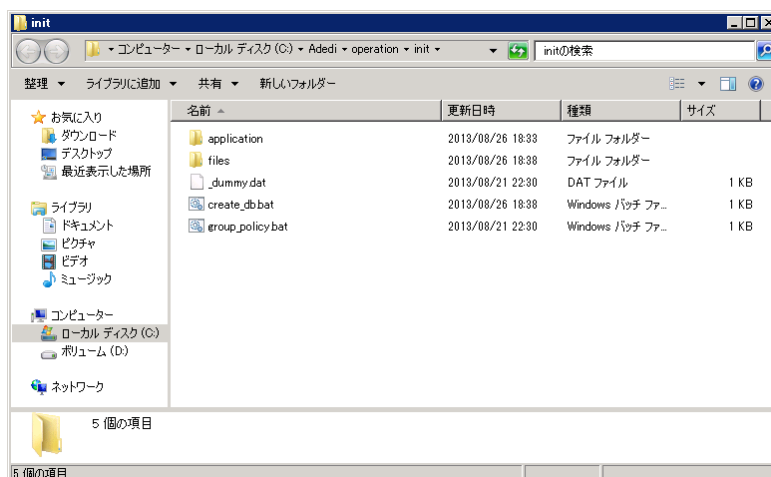 init
コンピューター ローカル ディスク (C:) Adedi operation init
initの検索
整理 ライブラリに追加 共有 新しいフォルダー
名前 更新日時 種類 サイズ
お気に入り
ダウンロード
デスクトップ
最近表示した場所
ライブラリ
ドキュメント
ピクチャ
ビデオ
ミュージック
コンピューター
ローカル ディスク (C:)
ボリューム (D:)
ネットワーク
application 2013/08/26 18:33 ファイル フォルダー
files 2013/08/26 18:38 ファイル フォルダー
_dummy.dat 2013/08/21 22:30 DAT ファイル 1 KB
create_db.bat 2013/08/26 18:38 Windows バッチ ファ... 1 KB
group_policy.bat 2013/08/21 22:30 Windows バッチ ファ... 1 KB
5 個の項目
5 個の項目